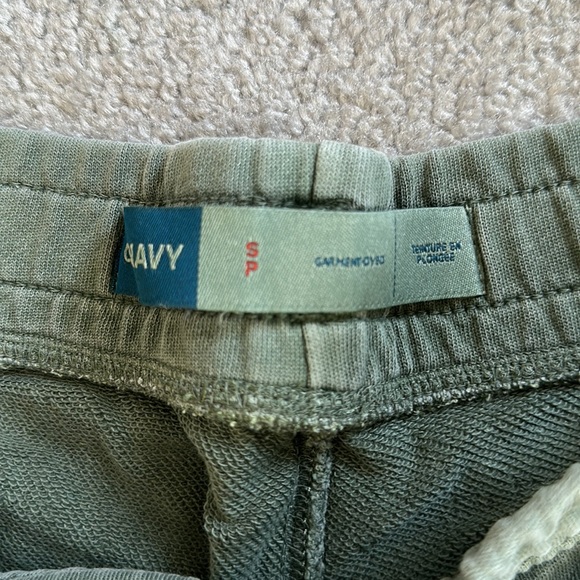 NAVY
SP
GARMENT DYED
TEINTURE EN
PLONGÉE